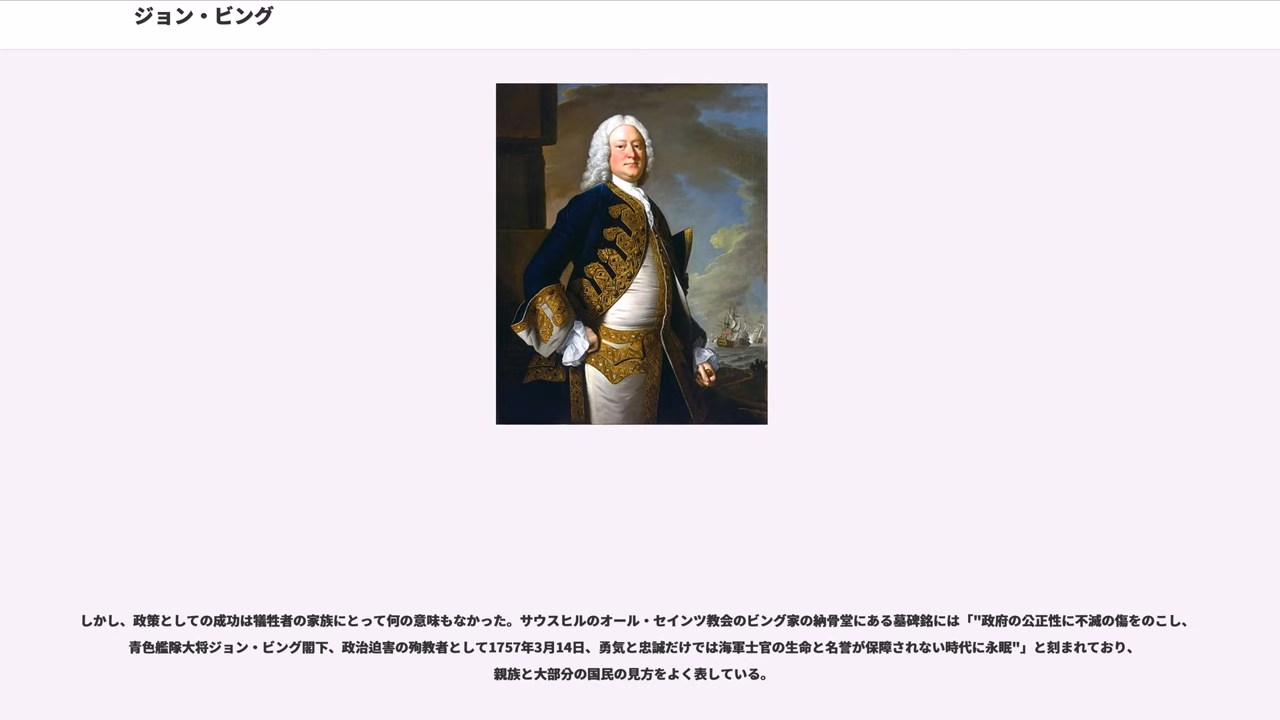 ジョン・ビング
しかし、政策としての成功は犠牲者の家族にとって何の意味もなかった。サウスヒルのオール・セインツ教会のビング家の納骨堂にある墓碑銘には「"政府の公正性に不滅の傷をのこし、
青色艦隊大将ジョン・ビング閣下、政治迫害の殉教者として1757年3月14日、勇気と忠誠だけでは海軍士官の生命と名誉が保障されない時代に永眠"」と刻まれており、
親族と大部分の国民の見方をよく表している。